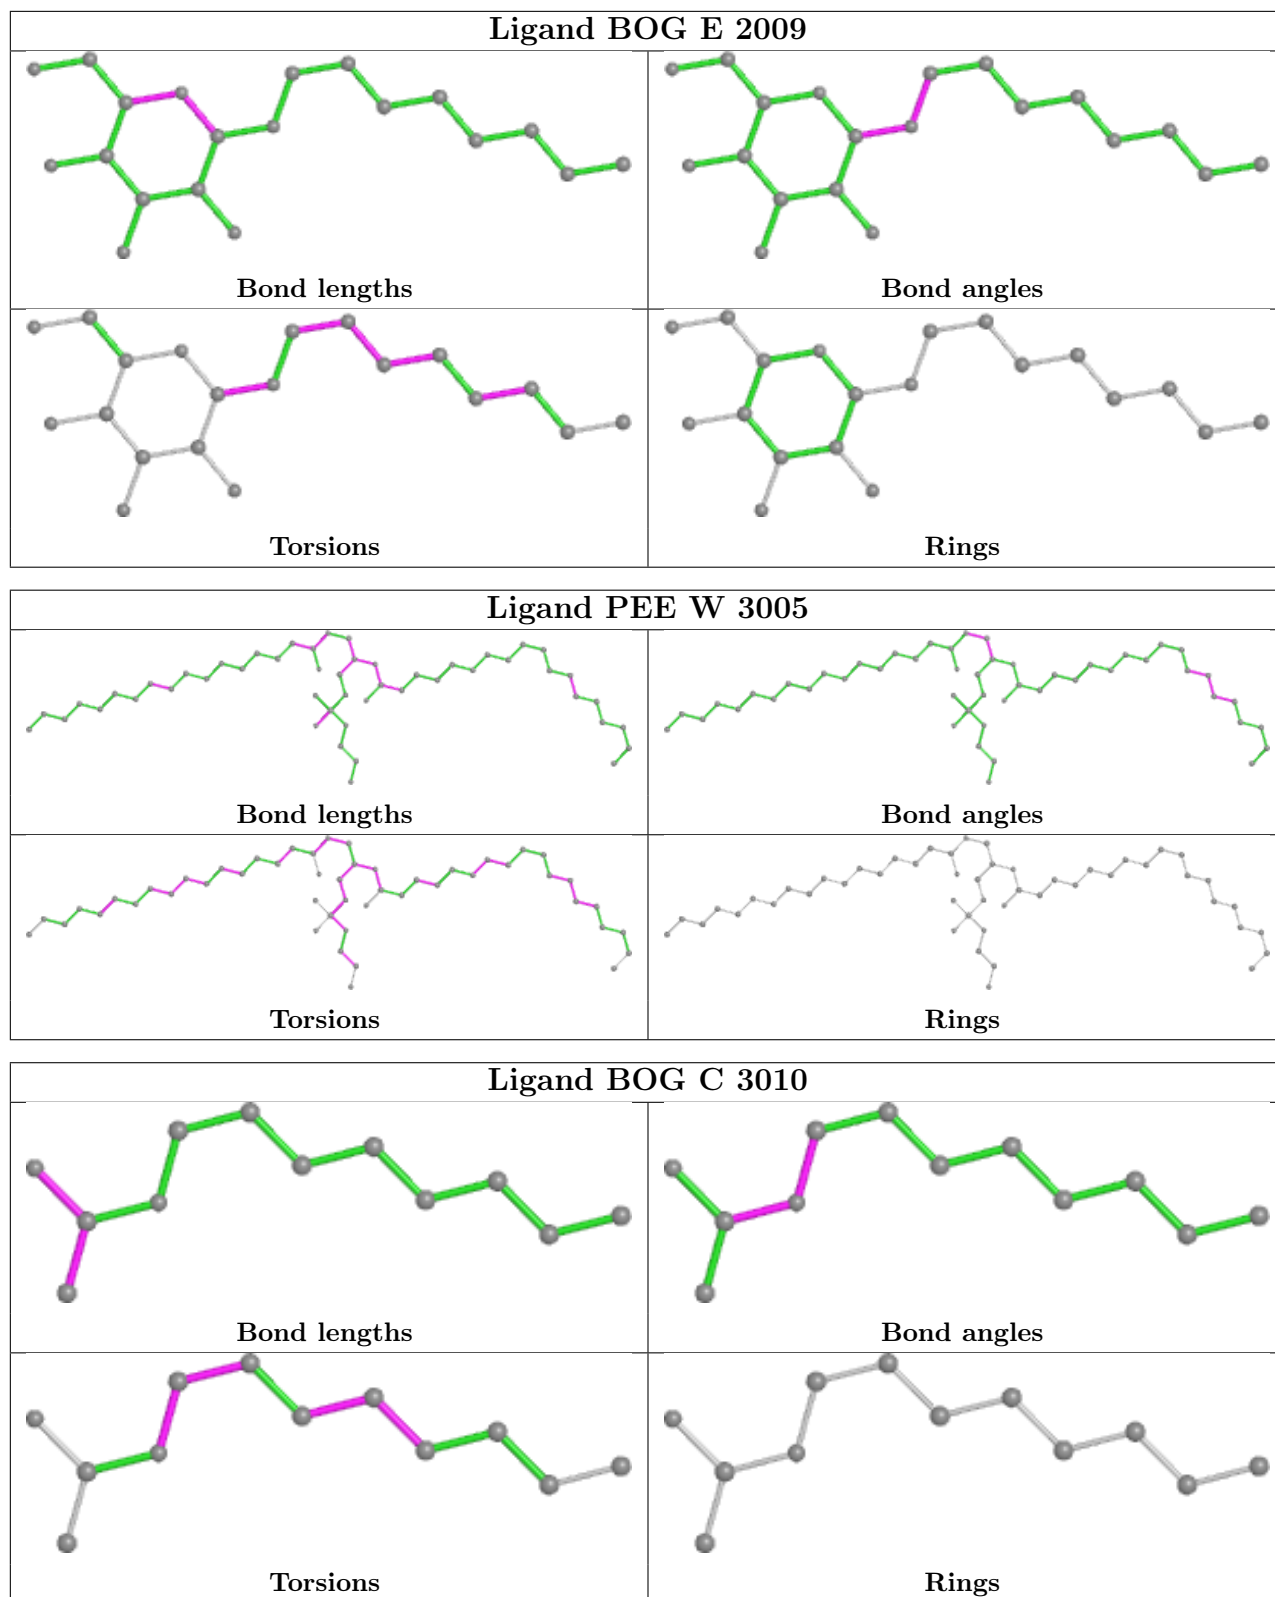 Ligand BOG E 2009
Bond lengths
Bond angles
Torsions
Rings
Ligand PEE W 3005
Bond lengths
Bond angles
Torsions
Rings
Ligand BOG C 3010
Bond lengths
Bond angles
Torsions
Rings